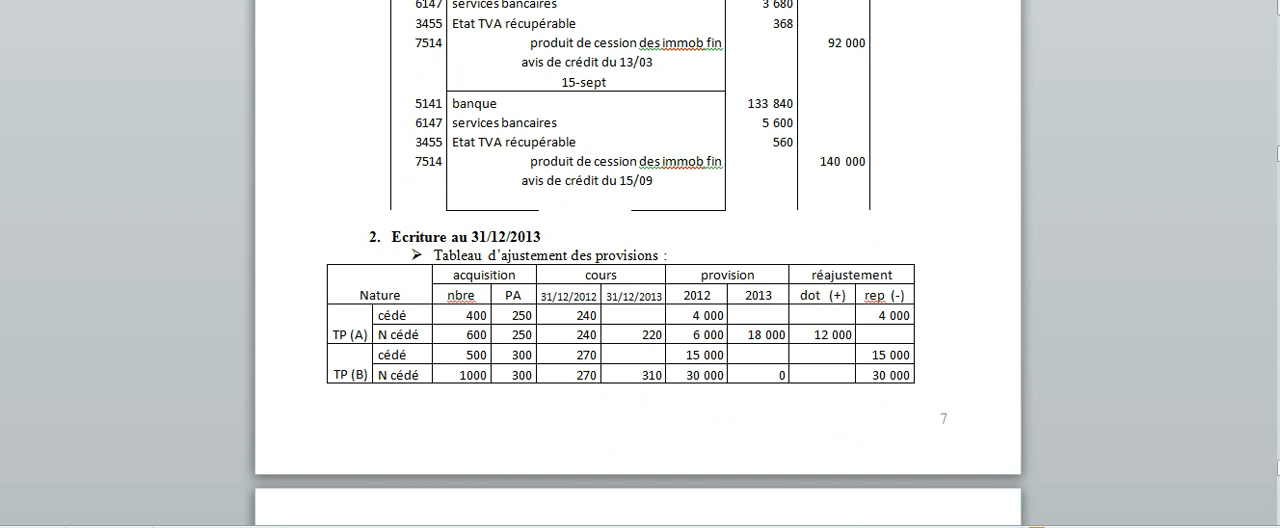 6147 services bancaires 3 680
3455 Etat TVA récupérable 368
7514 produit de cession des immob fin 92 000
avis de crédit du 13/03
15-sept
5141 banque 133 840
6147 services bancaires 5 600
3455 Etat TVA récupérable 560
7514 produit de cession des immob fin 140 000
avis de crédit du 15/09
2. Ecriture au 31/12/2013
➢ Tableau d'ajustement des provisions :
acquisition cours provision réajustement
Nature nbre PA 31/12/2012 31/12/2013 2012 2013 dot (+) rep (-)
cédé 400 250 240 4 000 4 000
TP (A) N cédé 600 250 240 220 6 000 18 000 12 000
cédé 500 300 270 15 000 15 000
TP (B) N cédé 1000 300 270 310 30 000 0 30 000
7